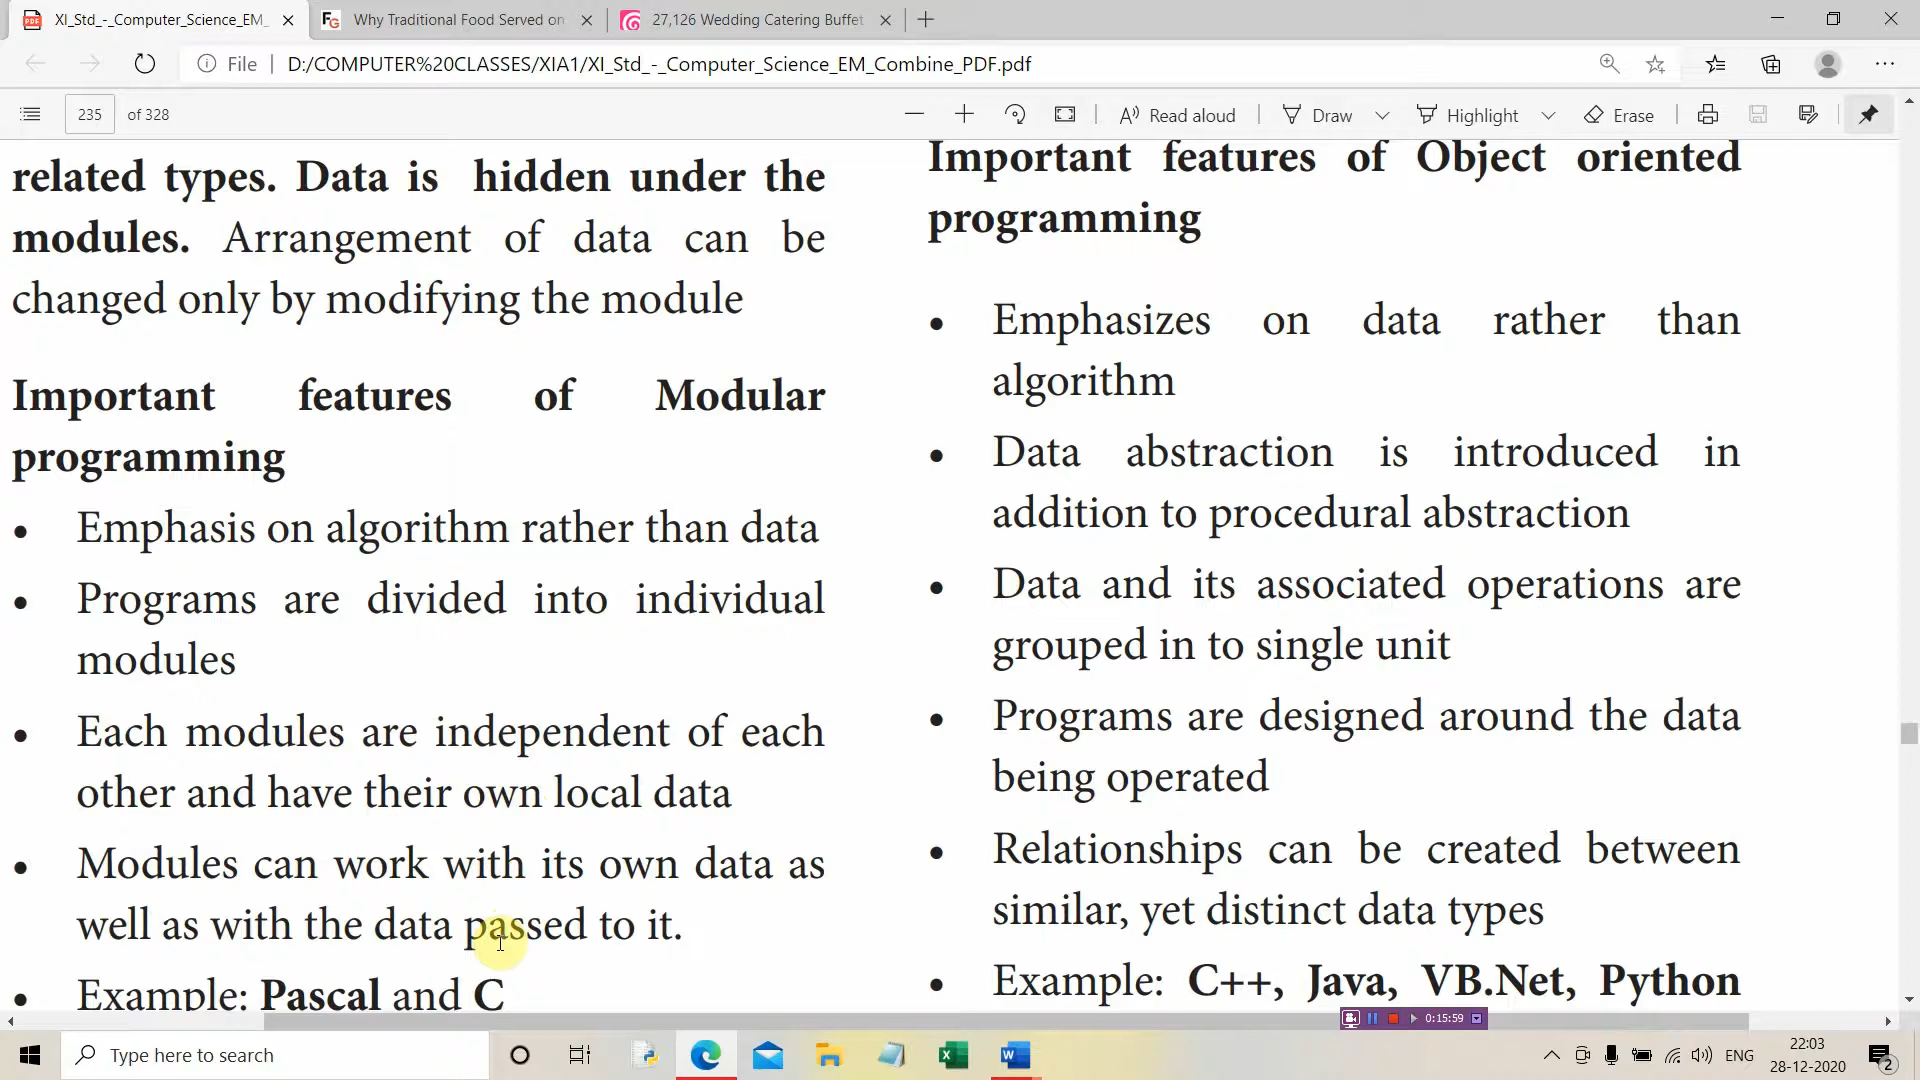 XI_Std_-_Computer_Science_EM_
Why Traditional Food Served on
27,126 Wedding Catering Buffet
File
D:/COMPUTER%20CLASSES/XIA1/XI_Std_-_Computer_Science_EM_Combine_PDF.pdf
235 of 328
Read aloud
Draw
Highlight
Erase
related types. Data is hidden under the
modules. Arrangement of data can be
changed only by modifying the module
Important features of Modular
programming
• Emphasis on algorithm rather than data
• Programs are divided into individual
modules
• Each modules are independent of each
other and have their own local data
• Modules can work with its own data as
well as with the data passed to it.
• Example: Pascal and C
Important features of Object oriented
programming
• Emphasizes on data rather than
algorithm
• Data abstraction is introduced in
addition to procedural abstraction
• Data and its associated operations are
grouped in to single unit
• Programs are designed around the data
being operated
• Relationships can be created between
similar, yet distinct data types
• Example: C++, Java, VB.Net, Python
0:15:59
Type here to search
ENG
22:03
28-12-2020
2